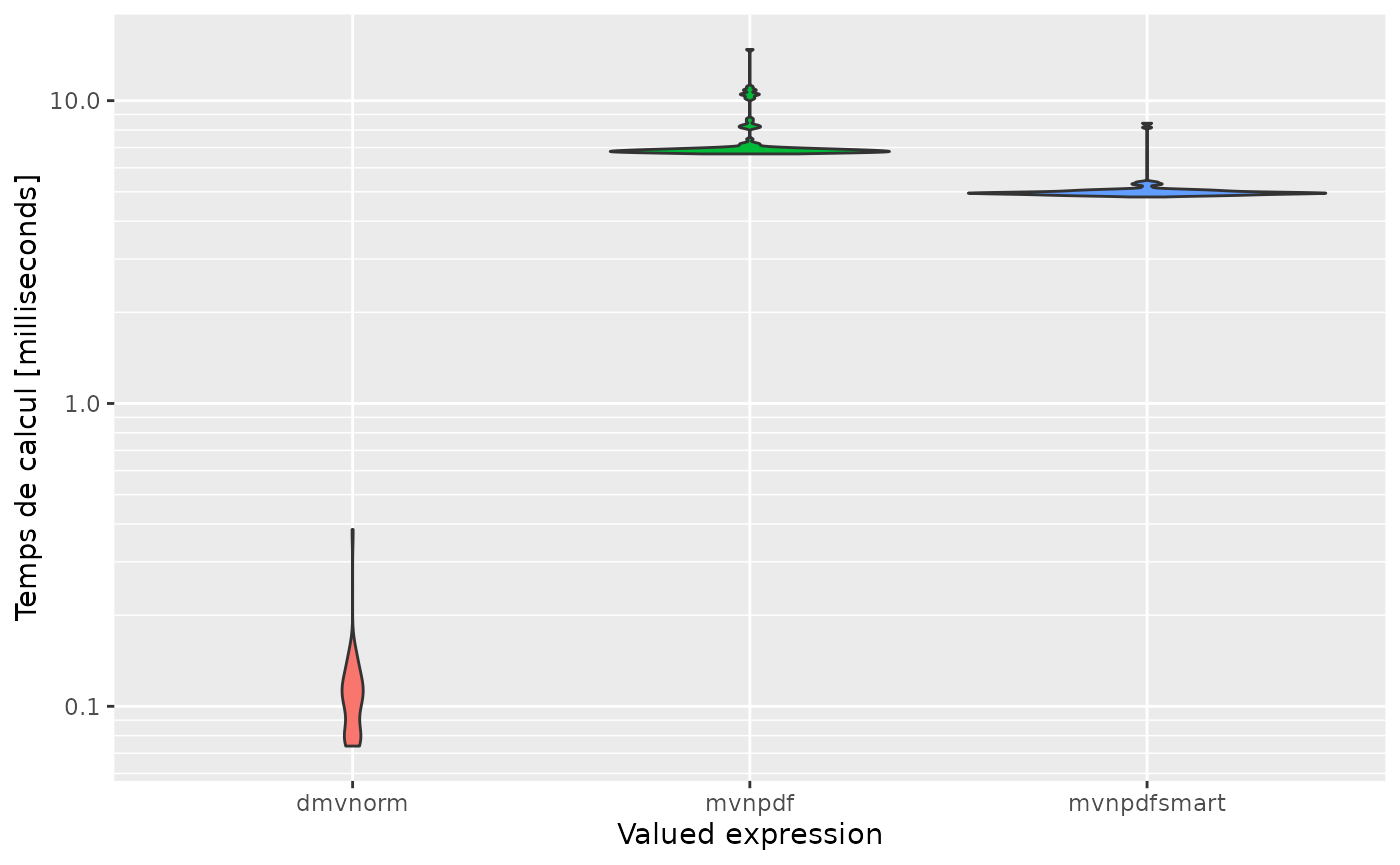 Temps de calcul [milliseconds]
10.0
1.0
0.1
dmvnorm
mvnpdf
mvnpdfsmart
Valued expression